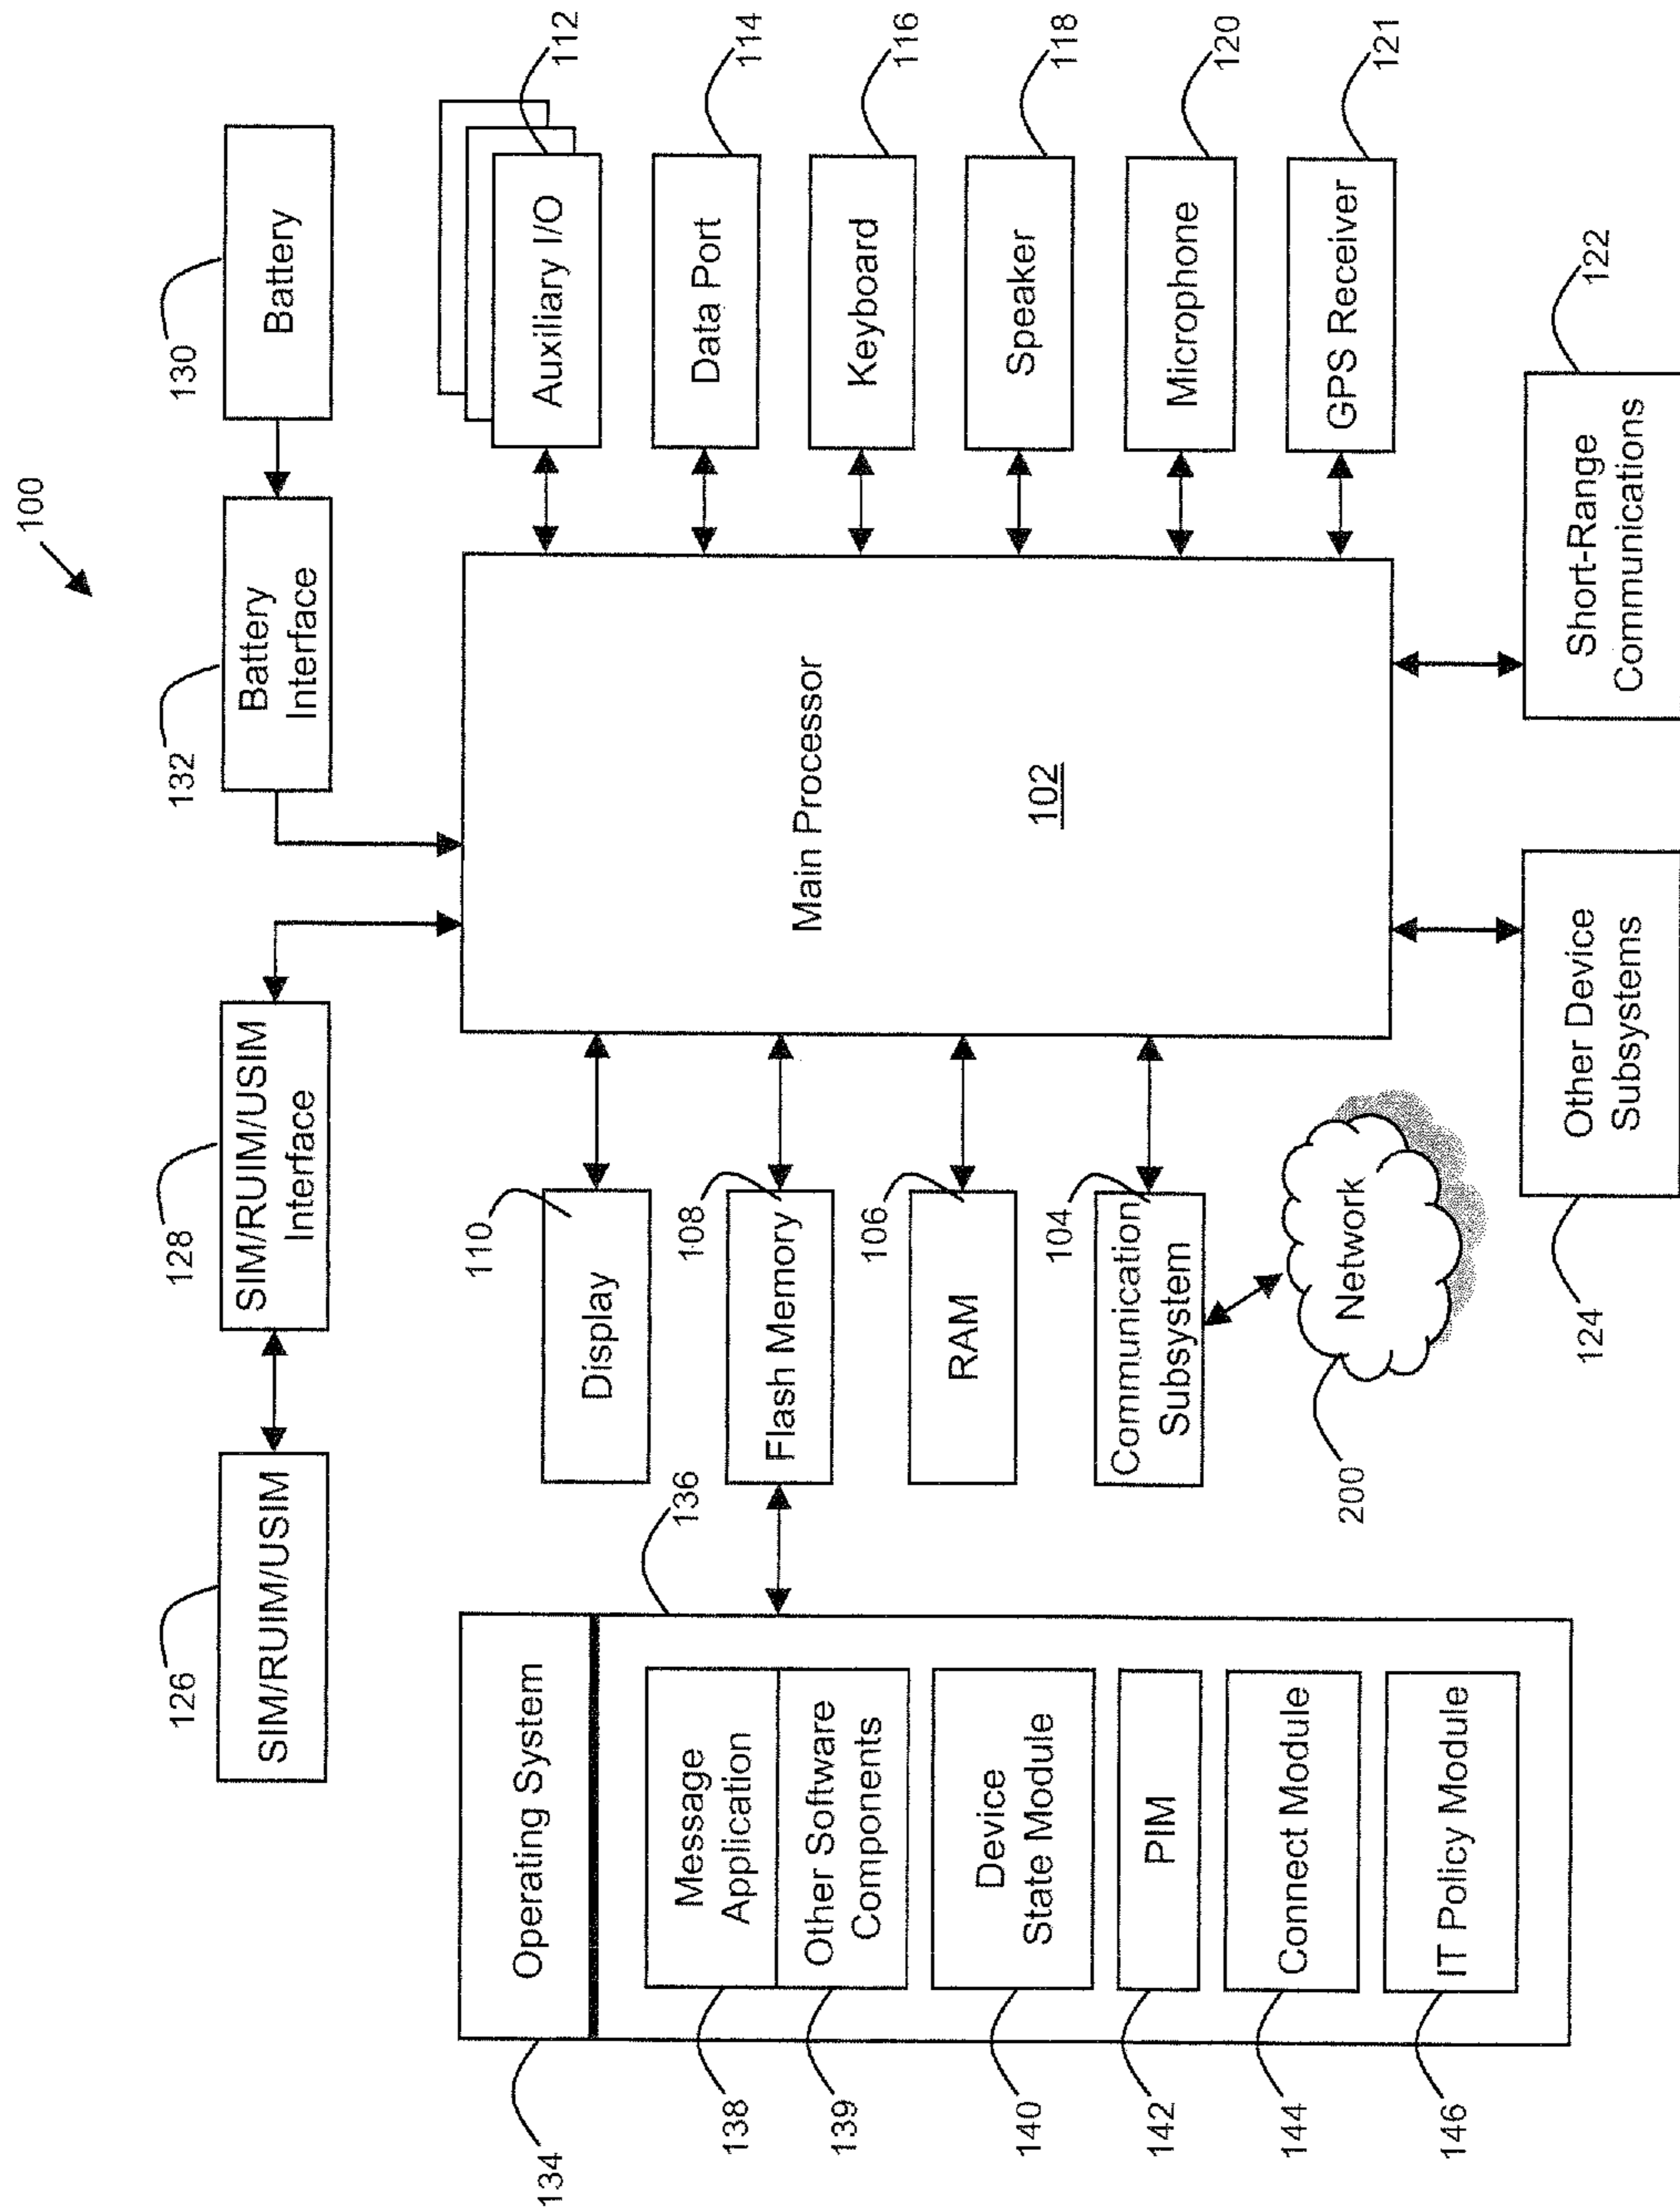 100
126
128
132
130
SIM/RUIM/USIM
SIM/RUIM/USIM
Interface
Battery
Interface
Battery
134
Operating System
136
138
Message
Application
139
Other Software
Components
140
Device
State Module
142
PIM
144
Connect Module
146
IT Policy Module
110
Display
108
Flash Memory
106
RAM
104
Communication
Subsystem
200
Network
Main Processor
102
Auxiliary I/O
112
Data Port
114
Keyboard
116
Speaker
118
Microphone
120
GPS Receiver
121
124
Other Device
Subsystems
Short-Range
Communications
122